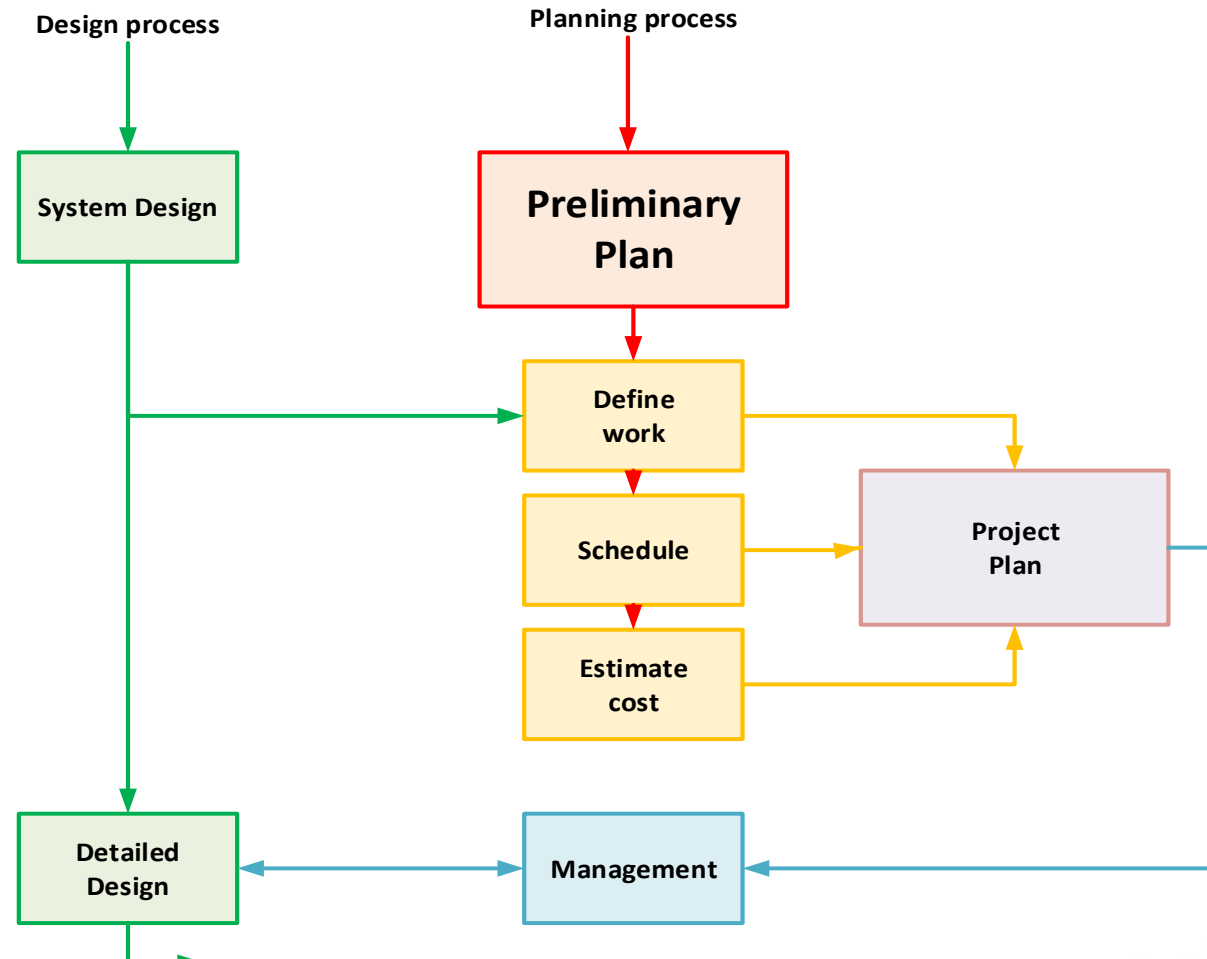 Design process
Planning process
System Design
Preliminary
Plan
Define
work
Schedule
Project
Plan
Estimate
cost
Detailed
Design
Management